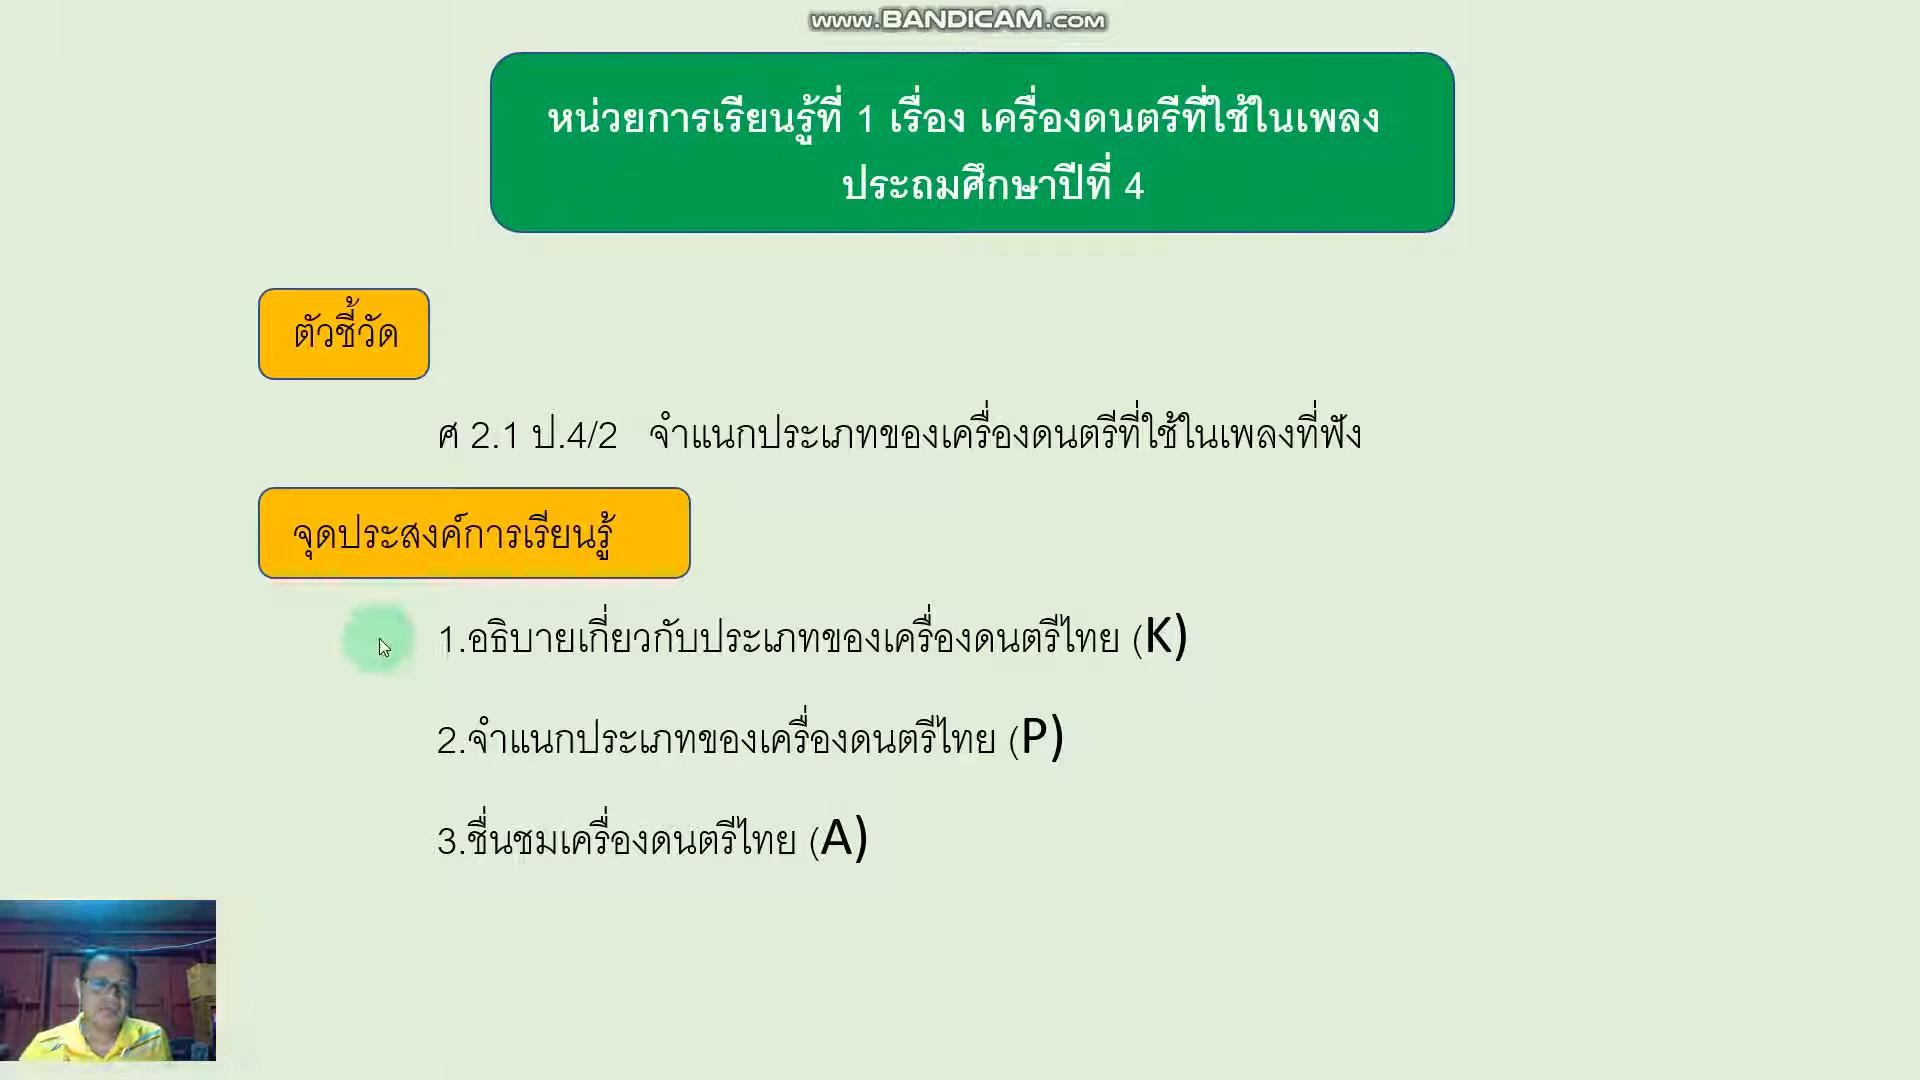 www.BANDICAM.com
หน่วยการเรียนรู้ที่ 1 เรื่อง เครื่องดนตรีที่ใช้ในเพลง
ประถมศึกษาปีที่ 4
ตัวชี้วัด
ศ 2.1 ป.4/2 จำแนกประเภทของเครื่องดนตรีที่ใช้ในเพลงที่ฟัง
จุดประสงค์การเรียนรู้
1.อธิบายเกี่ยวกับประเภทของเครื่องดนตรีไทย (K)
2.จำแนกประเภทของเครื่องดนตรีไทย (P)
3.ชื่นชมเครื่องดนตรีไทย (A)